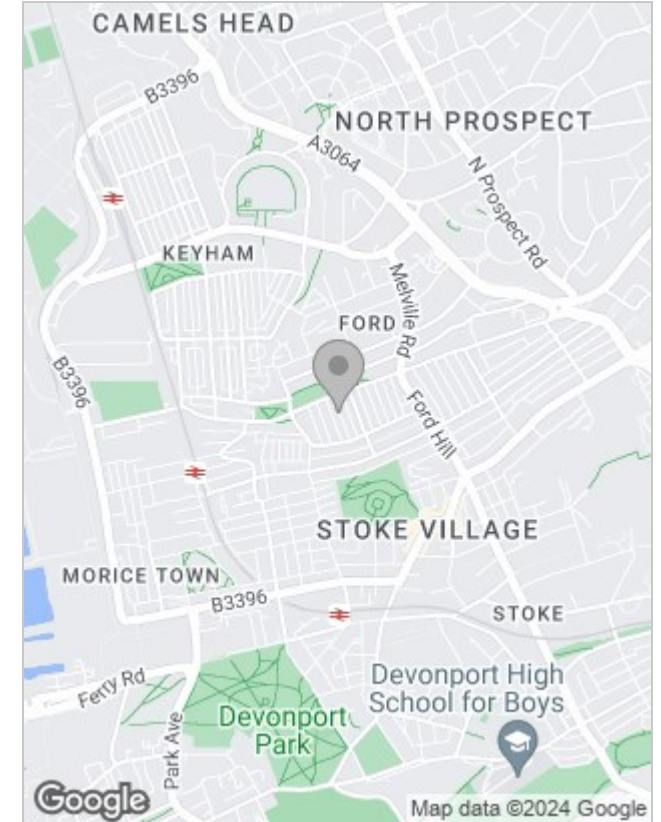 CAMELS HEAD
B3396
NORTH PROSPECT
A3064
N Prospect Rd
KEYHAM
Melville Rd
FORD
B3396
Ford Hill
STOKE VILLAGE
MORICE TOWN
B3396
STOKE
Ferry Rd
Devonport High
School for Boys
Devonport
Park
Park Ave
Google
Map data ©2024 Google